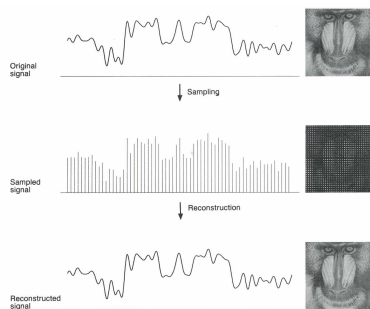 Original
signal
Sampling
Sampled
signal
Reconstruction
Reconstructed
signal